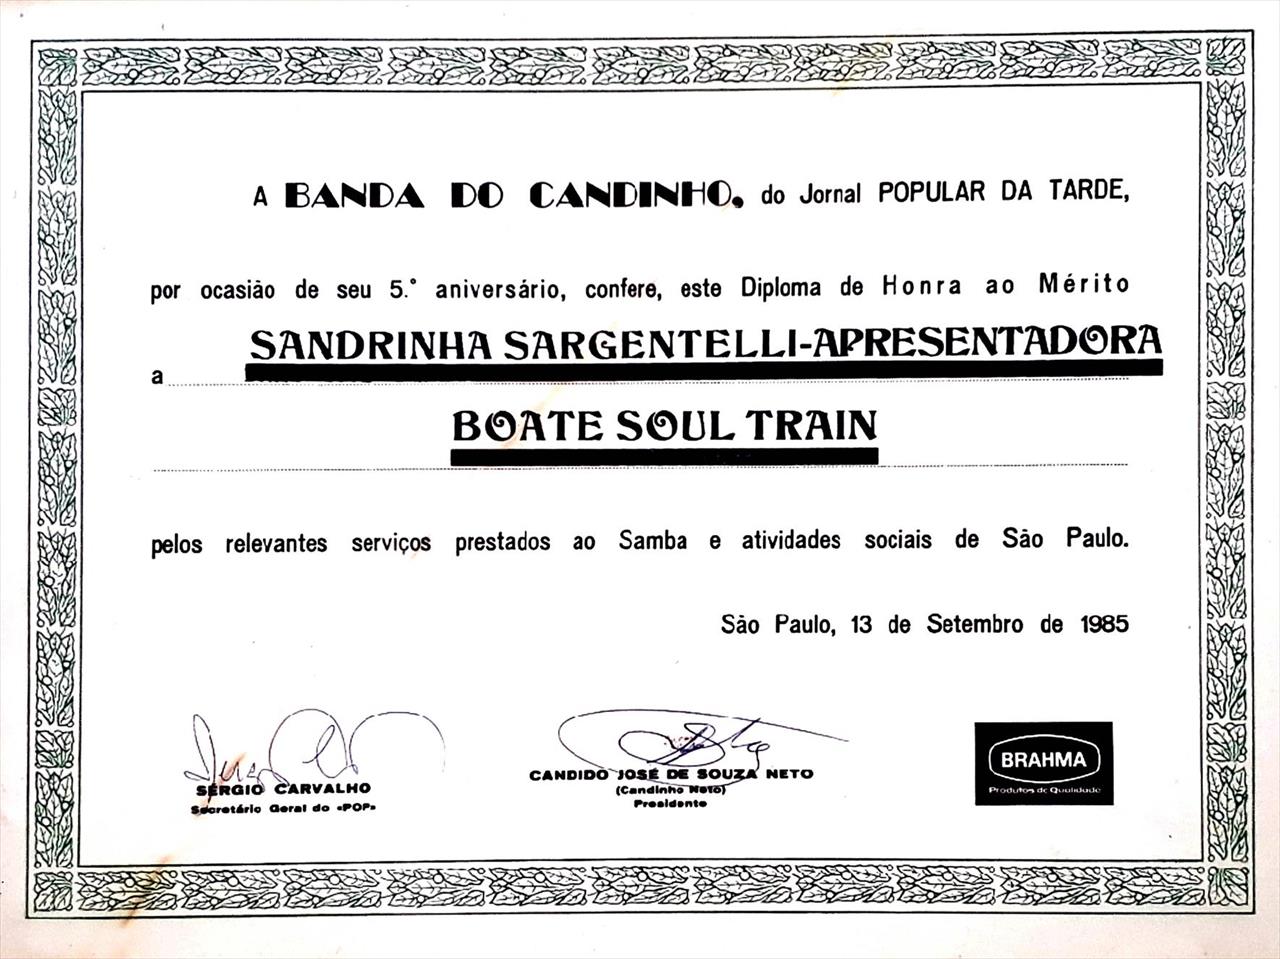 A BANDA DO CANDINHO, do Jornal POPULAR DA TARDE,
por ocasião de seu 5.° aniversário, confere, este Diploma de Honra ao Mérito
a SANDRINHA SARGENTELLI-APRESENTADORA
BOATE SOUL TRAIN
pelos relevantes serviços prestados ao Samba e atividades sociais de São Paulo.
São Paulo, 13 de Setembro de 1985
SÉRGIO CARVALHO
Secretário Geral do «POP»
CANDIDO JOSÉ DE SOUZA NETO
(Candinho Neto)
Presidente
BRAHMA
Produtos de Qualidade